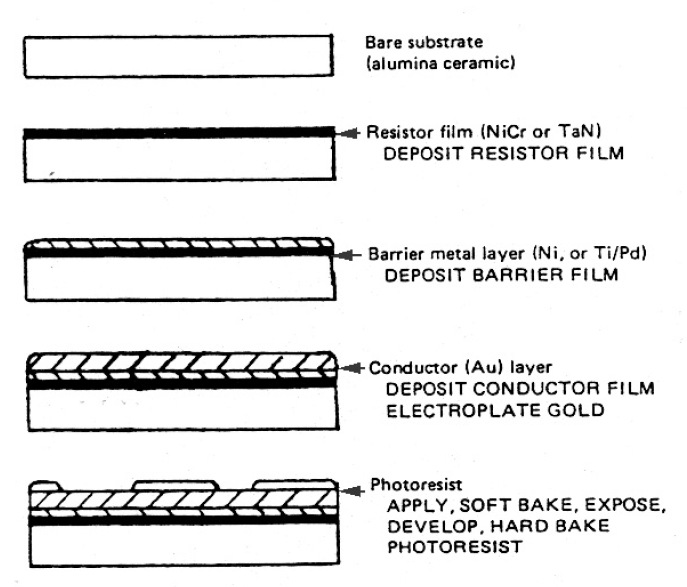 Bare substrate
(alumina ceramic)
Resistor film (NiCr or TaN)
DEPOSIT RESISTOR FILM
Barrier metal layer (Ni, or Ti/Pd)
DEPOSIT BARRIER FILM
Conductor (Au) layer
DEPOSIT CONDUCTOR FILM
ELECTROPLATE GOLD
Photoresist
APPLY, SOFT BAKE, EXPOSE,
DEVELOP, HARD BAKE
PHOTORESIST